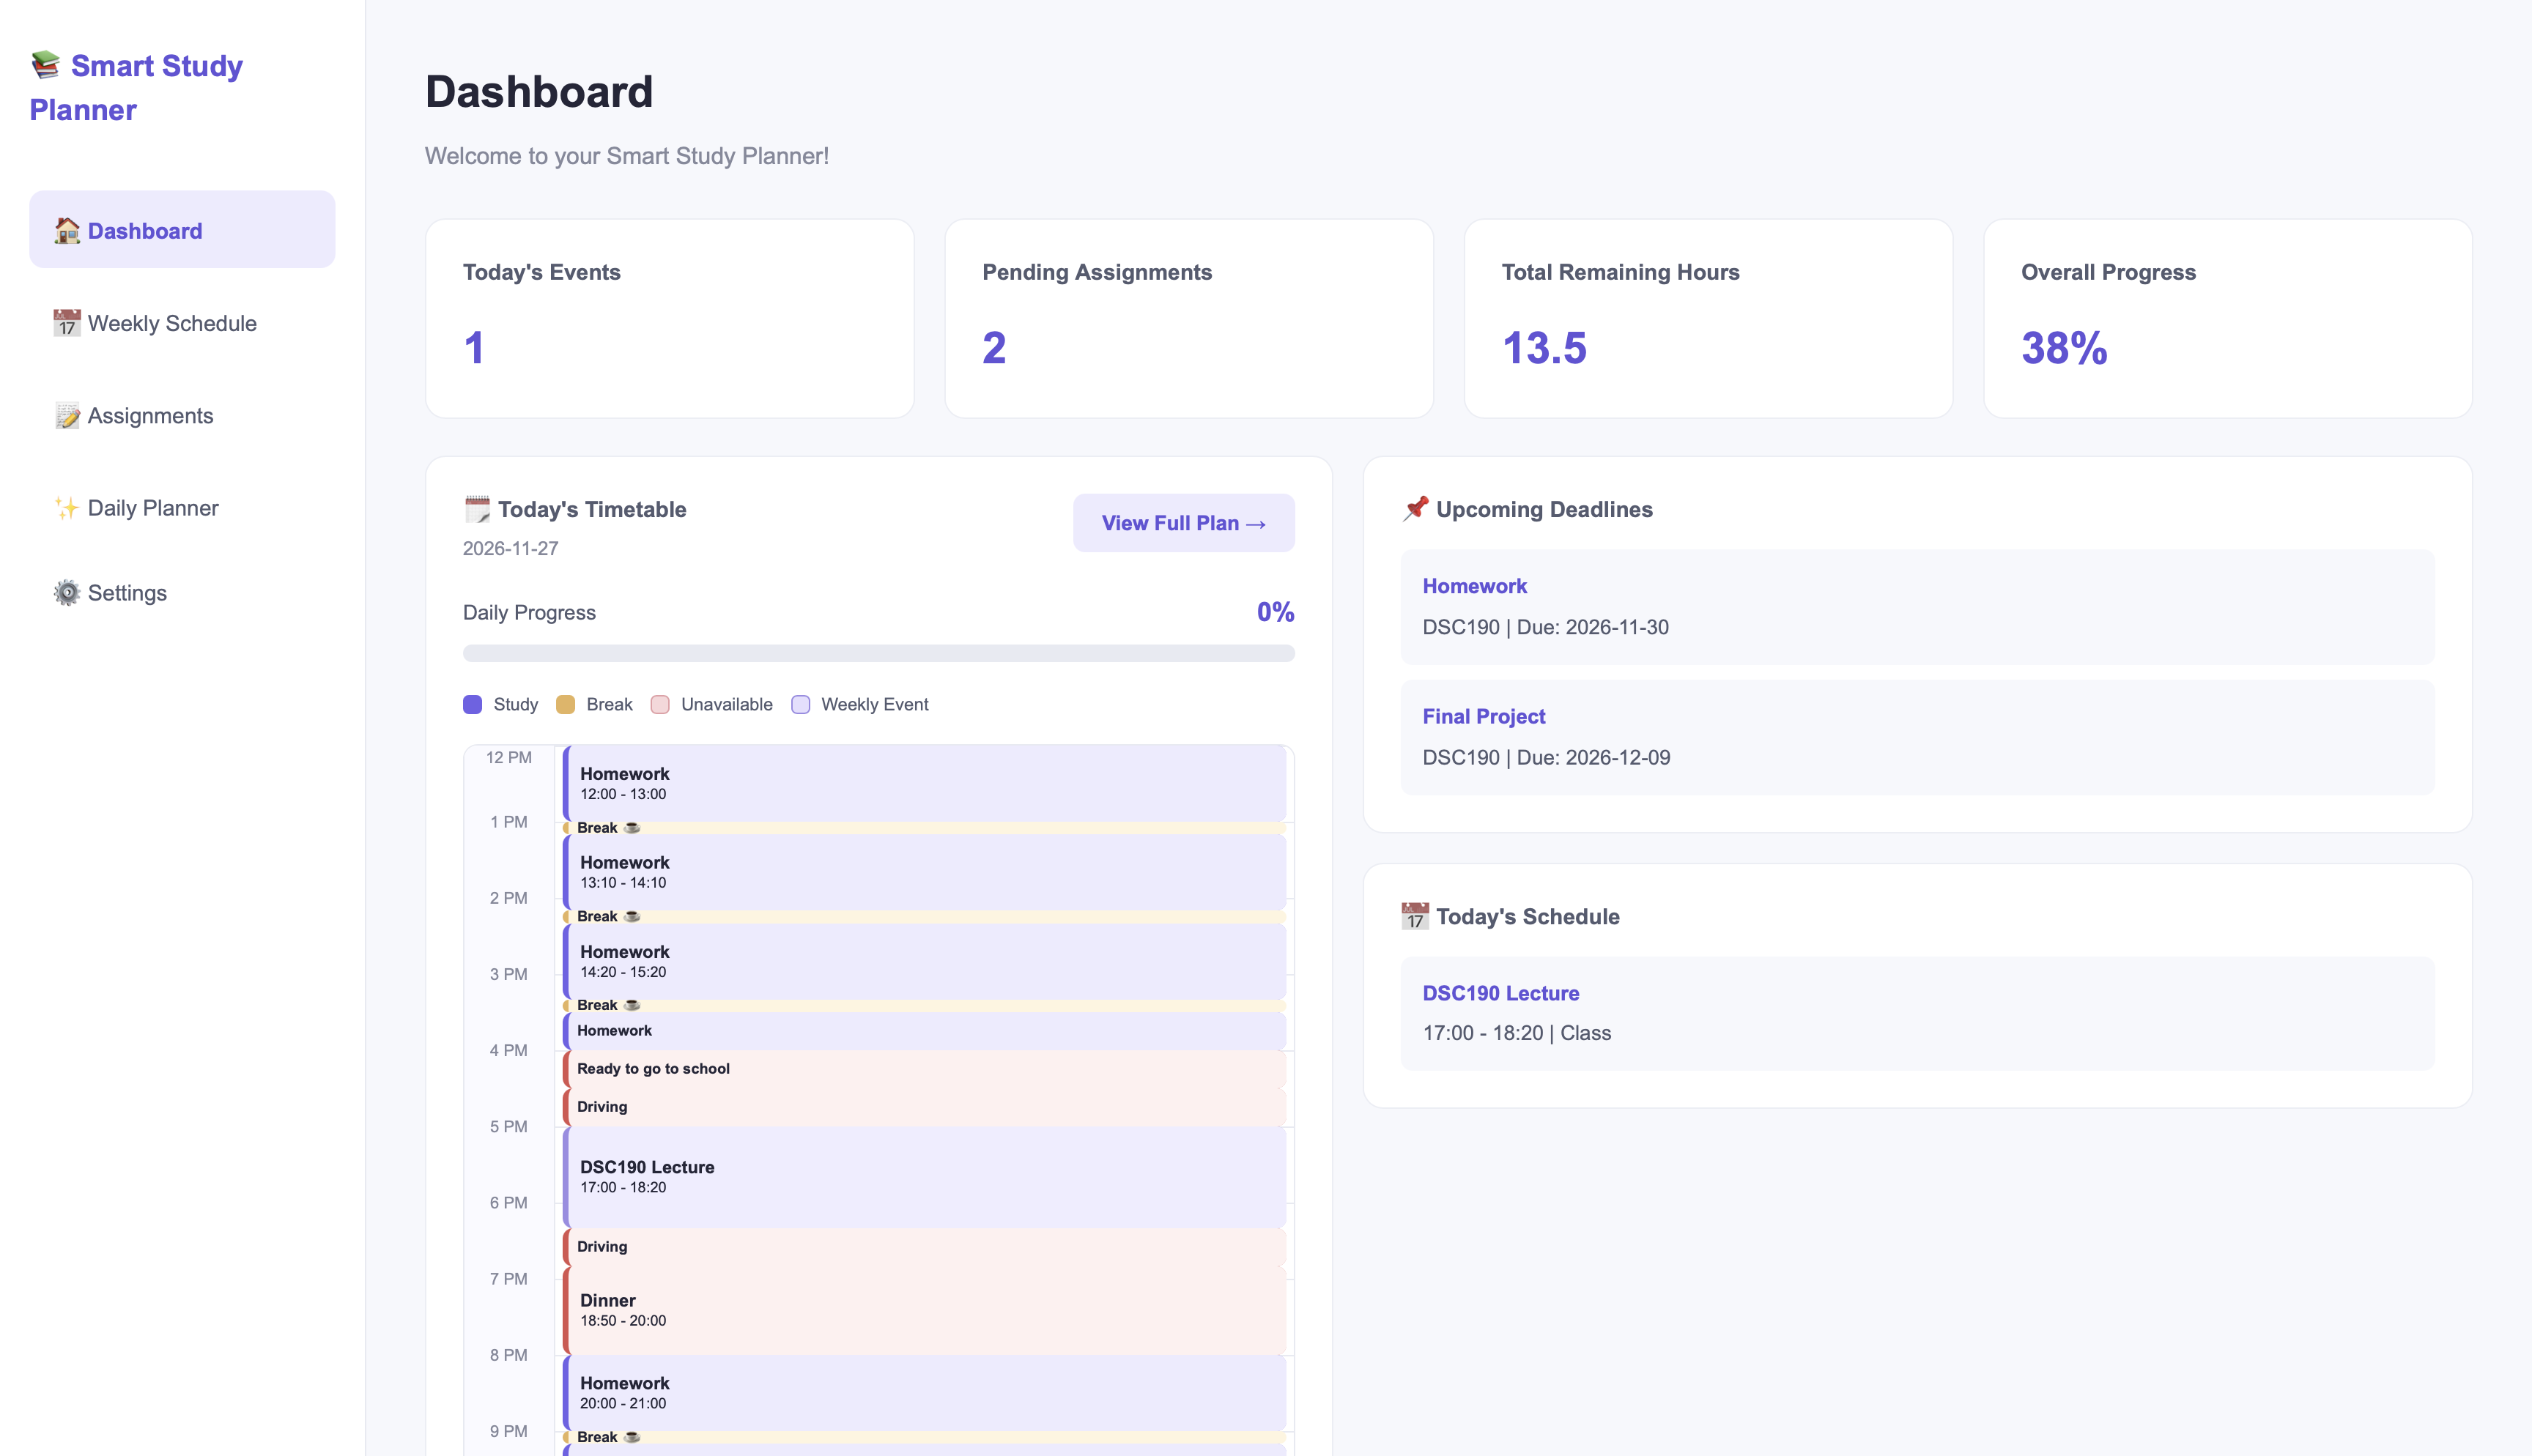 Smart Study
Planner
Dashboard
Weekly Schedule
Assignments
Daily Planner
Settings
Dashboard
Welcome to your Smart Study Planner!
Today's Events
1
Pending Assignments
2
Total Remaining Hours
13.5
Overall Progress
38%
Today's Timetable
2026-11-27
View Full Plan →
Daily Progress
0%
Study
Break
Unavailable
Weekly Event
12 PM
Homework
12:00 - 13:00
1 PM
Break
Homework
13:10 - 14:10
2 PM
Break
Homework
14:20 - 15:20
3 PM
Break
Homework
4 PM
Ready to go to school
Driving
5 PM
DSC190 Lecture
17:00 - 18:20
6 PM
Driving
7 PM
Dinner
18:50 - 20:00
8 PM
Homework
20:00 - 21:00
9 PM
Break
Upcoming Deadlines
Homework
DSC190 | Due: 2026-11-30
Final Project
DSC190 | Due: 2026-12-09
17
Today's Schedule
DSC190 Lecture
17:00 - 18:20 | Class